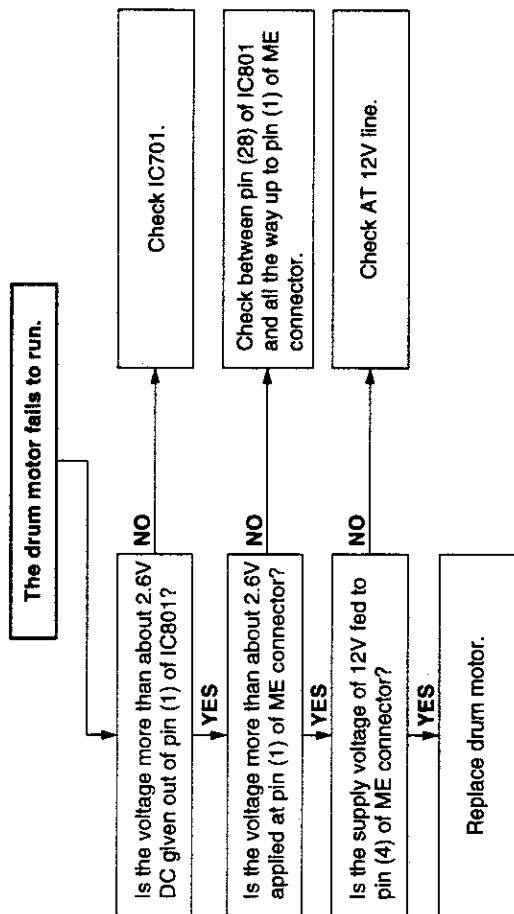 The drum motor fails to run.
Is the voltage more than about 2.6V
DC given out of pin (1) of IC801?
NO
Check IC701.
YES
Is the voltage more than about 2.6V
applied at pin (1) of ME connector?
NO
Check between pin (28) of IC801
and all the way up to pin (1) of ME
connector.
YES
Is the supply voltage of 12V fed to
pin (4) of ME connector?
NO
Check AT 12V line.
YES
Replace drum motor.